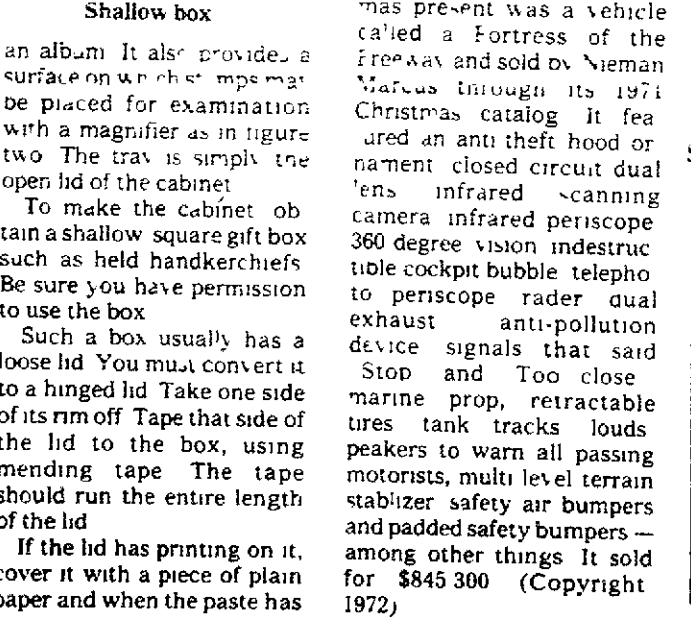 Shallow box
an album It also provides a
surface on which stamps may
be placed for examination
with a magnifier as in figure
two The tray is simply the
open lid of the cabinet
To make the cabinet ob
tain a shallow square gift box
such as held handkerchiefs
Be sure you have permission
to use the box
Such a box usually has a
loose lid You must convert it
to a hinged lid Take one side
of its rim off Tape that side of
the lid to the box, using
mending tape The tape
should run the entire length
of the lid
If the lid has printing on it,
cover it with a piece of plain
paper and when the paste has
mas present was a vehicle
called a Fortress of the
Freeway and sold by Nieman
Marcus through its 1971
Christmas catalog It fea
tured an anti theft hood or
nament closed circuit dual
lens infrared scanning
camera infrared periscope
360 degree vision indestruc
tible cockpit bubble telepho
to periscope rader dual
exhaust anti-pollution
device signals that said
Stop and Too close
marine prop, retractable
tires tank tracks louds
peakers to warn all passing
motorists, multi level terrain
stablizer safety air bumpers
and padded safety bumpers —
among other things It sold
for $845 300 (Copyright
1972)